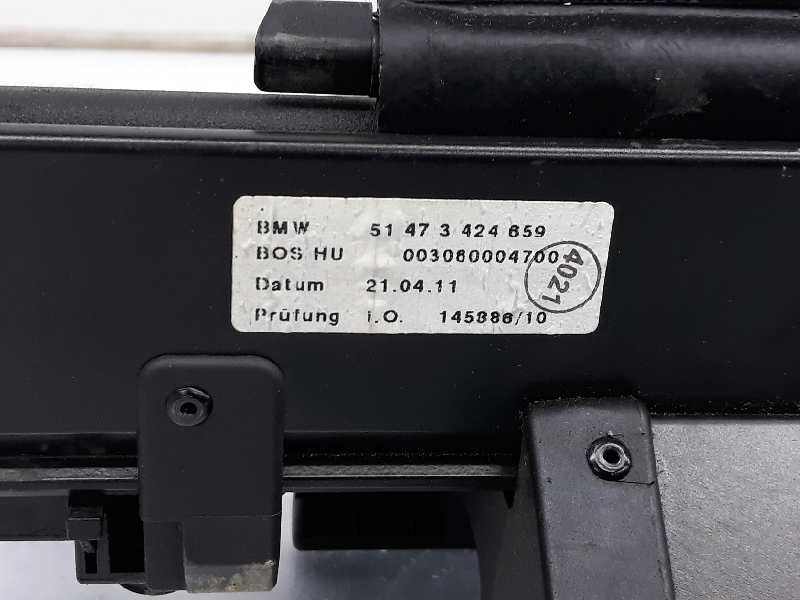 BMW 51 47 3 424 659
BOS HU 003060004700
Datum 21.04.11
Prüfung i.O. 145886/10
4021